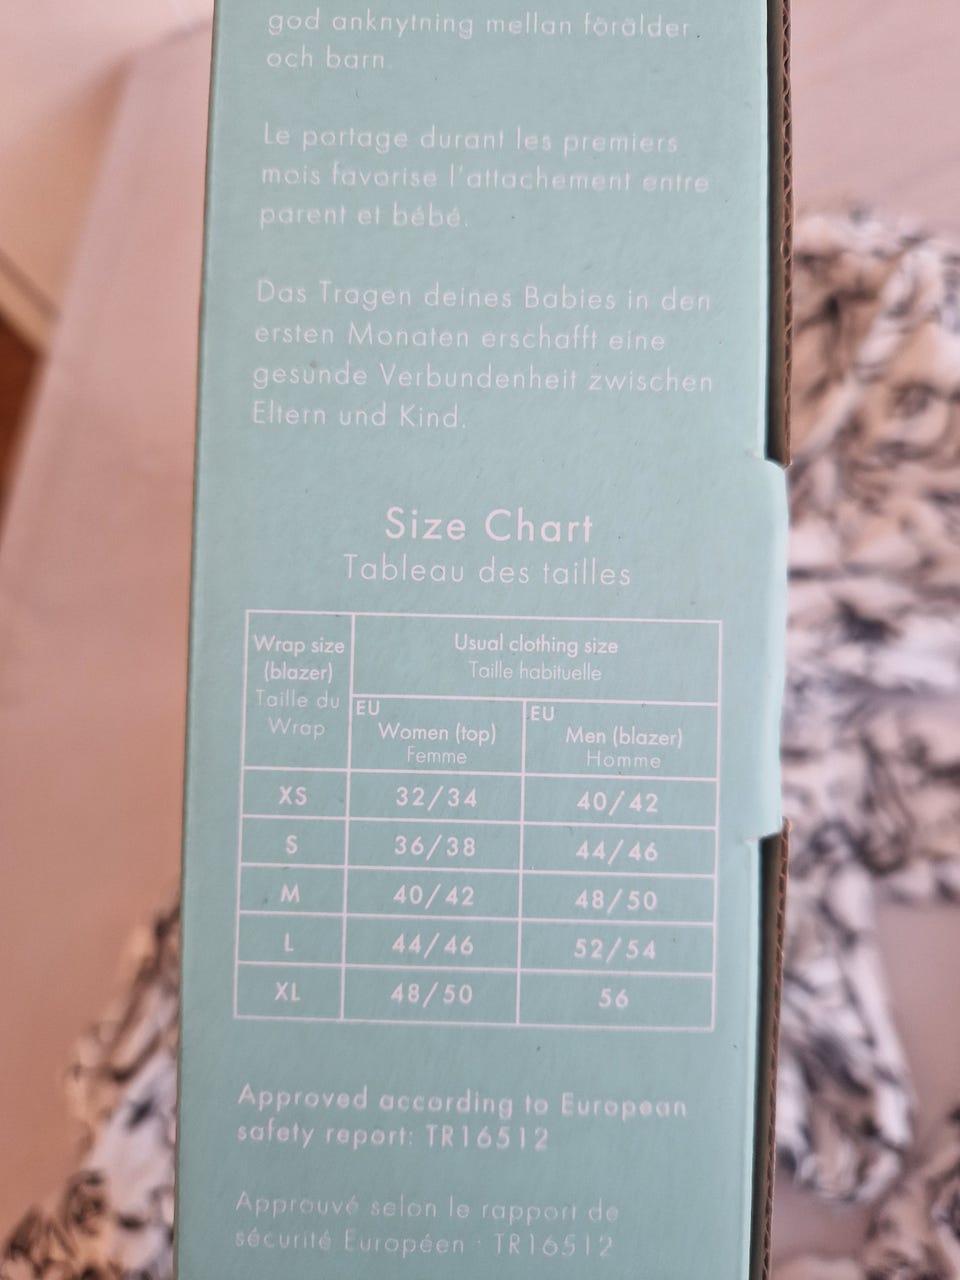 god anknytning mellan förälder
och barn.
Le portage durant les premiers
mois favorise l'attachement entre
parent et bébé.
Das Tragen deines Babies in den
ersten Monaten erschafft eine
gesunde Verbundenheit zwischen
Eltern und Kind.
Size Chart
Tableau des tailles
Wrap size
(blazer)
Taille du
Wrap
Usual clothing size
Taille habituelle
EU
Women (top)
Femme
EU
Men (blazer)
Homme
XS 32/34 40/42
S 36/38 44/46
M 40/42 48/50
L 44/46 52/54
XL 48/50 56
Approved according to European
safety report: TR16512
Approuvé selon le rapport de
sécurité Européen : TR16512